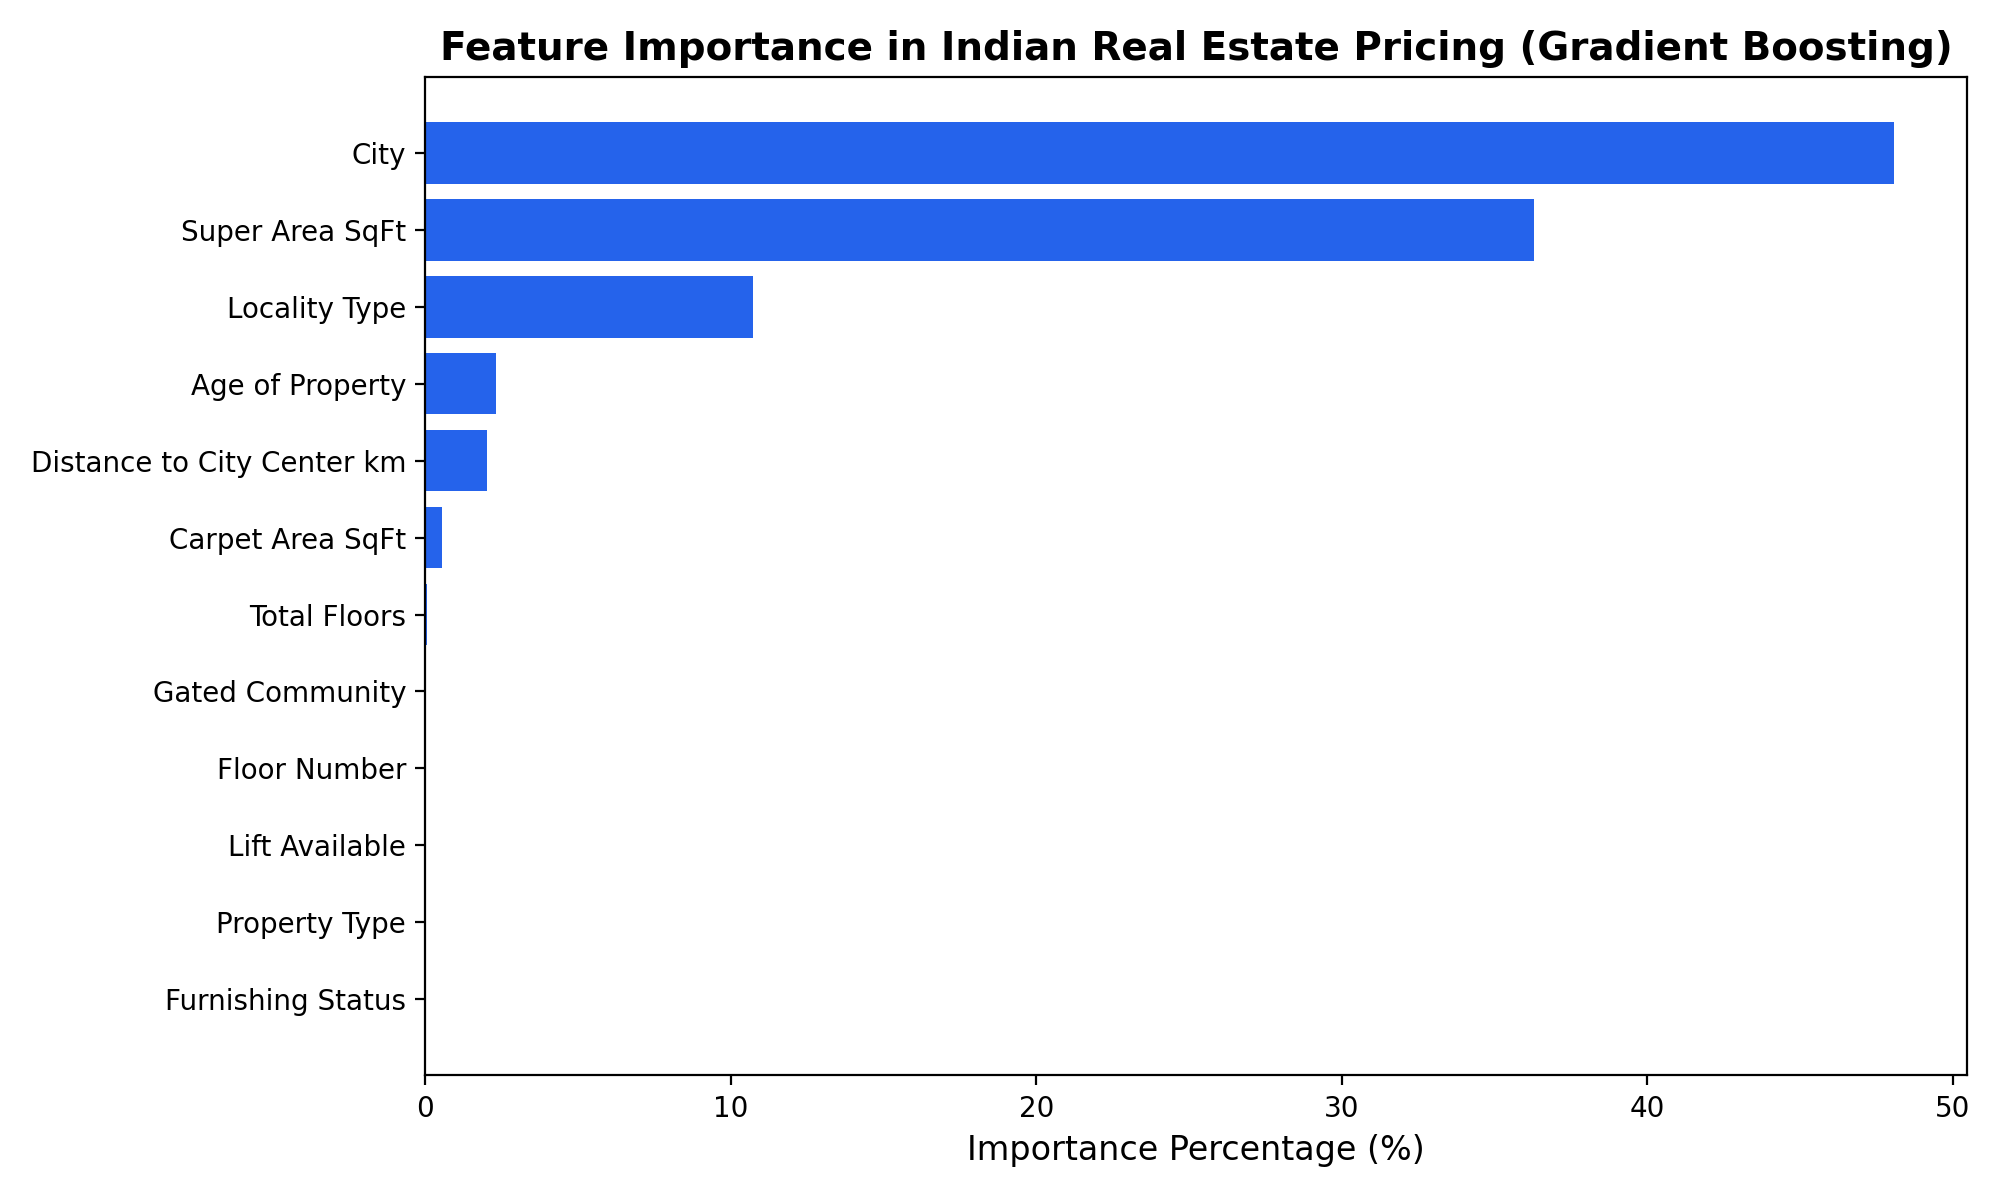 Feature Importance in Indian Real Estate Pricing (Gradient Boosting)
City
Super Area SqFt
Locality Type
Age of Property
Distance to City Center km
Carpet Area SqFt
Total Floors
Gated Community
Floor Number
Lift Available
Property Type
Furnishing Status
0 10 20 30 40 50
Importance Percentage (%)